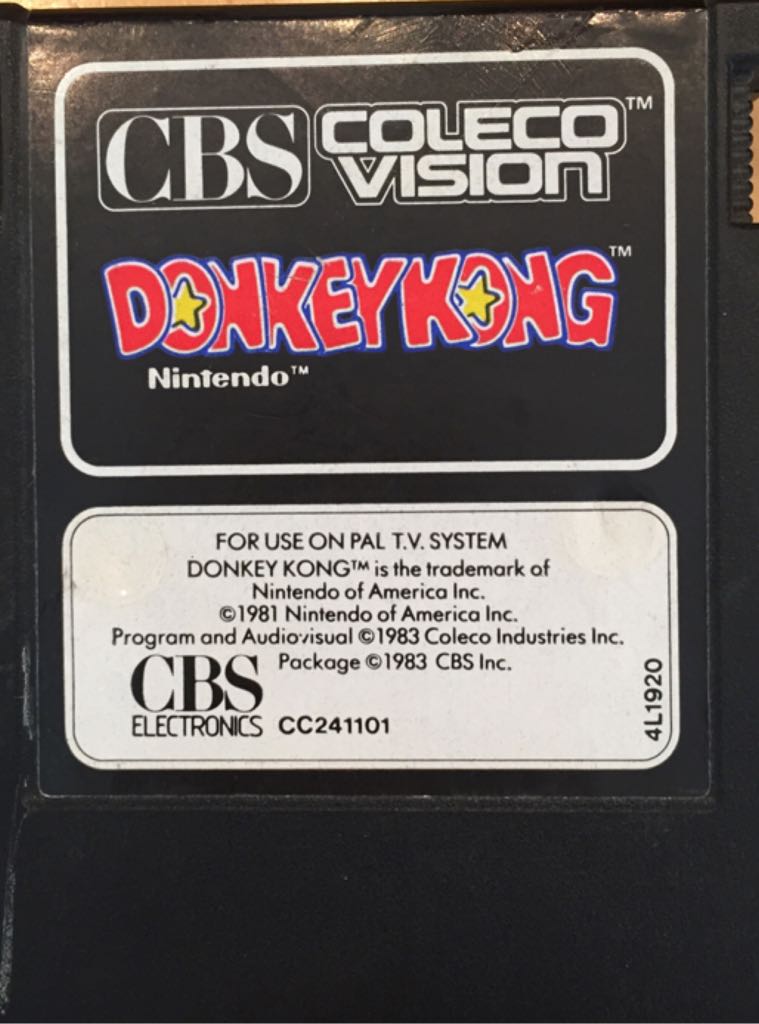 CBS COLECO VISION™
DONKEY KONG™
Nintendo™
FOR USE ON PAL T.V. SYSTEM
DONKEY KONG™ is the trademark of
Nintendo of America Inc.
©1981 Nintendo of America Inc.
Program and Audiovisual ©1983 Coleco Industries Inc.
Package ©1983 CBS Inc.
CBS
ELECTRONICS CC241101
4L1920